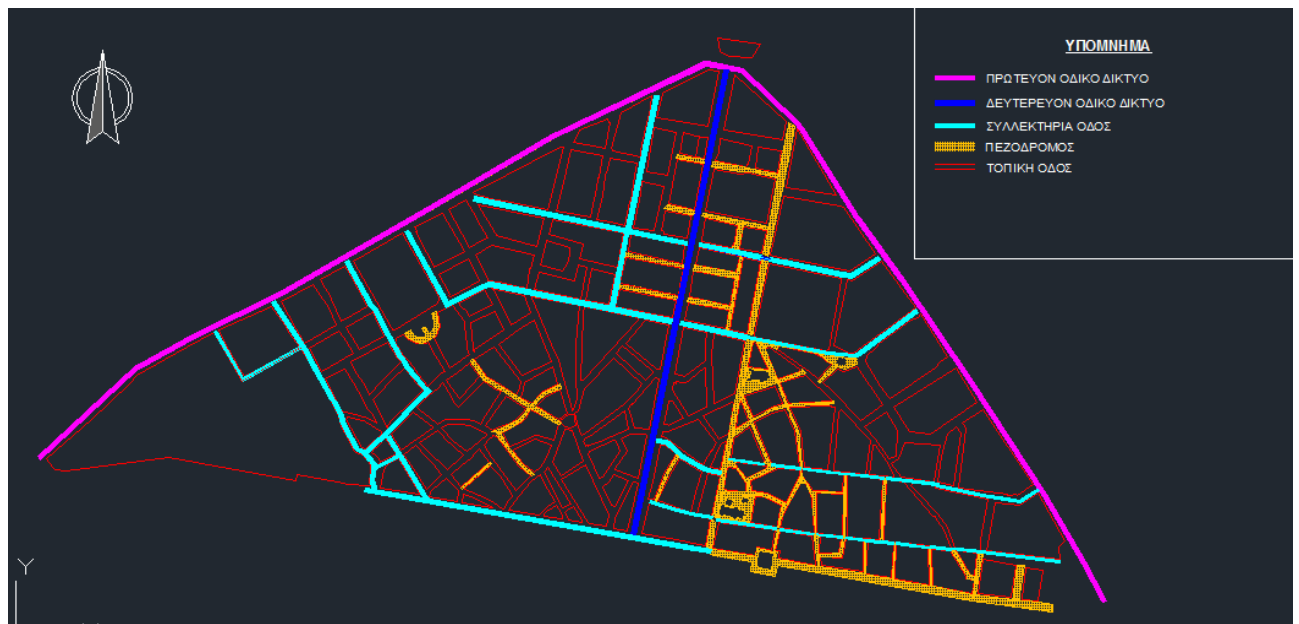 ΥΠΟΜΝΗΜΑ
ΠΡΩΤΕΥΟΝ ΟΔΙΚΟ ΔΙΚΤΥΟ
ΔΕΥΤΕΡΕΥΟΝ ΟΔΙΚΟ ΔΙΚΤΥΟ
ΣΥΛΛΕΚΤΗΡΙΑ ΟΔΟΣ
ΠΕΖΟΔΡΟΜΟΣ
ΤΟΠΙΚΗ ΟΔΟΣ
Y